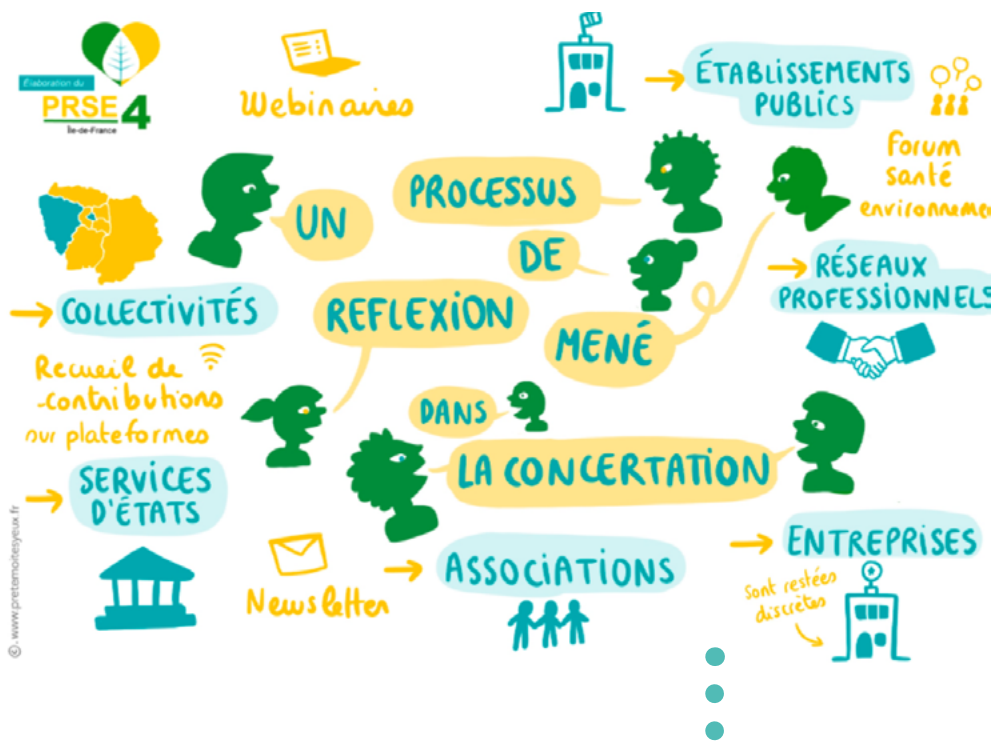 Élaboration du
PRSE 4
Île-de-France
Webinaires
ÉTABLISSEMENTS
PUBLICS
Forum
santé
environneme
UN
PROCESSUS
DE
REFLEXION
MENÉ
DANS
LA CONCERTATION
COLLECTIVITÉS
RÉSEAUX
PROFESSIONNELS
Recueil de
-contributions
sur plateformes
SERVICES
D'ÉTATS
Newsletter
ASSOCIATIONS
ENTREPRISES
Sont restées
discrètes
©. www.pretemoitesyeux.fr